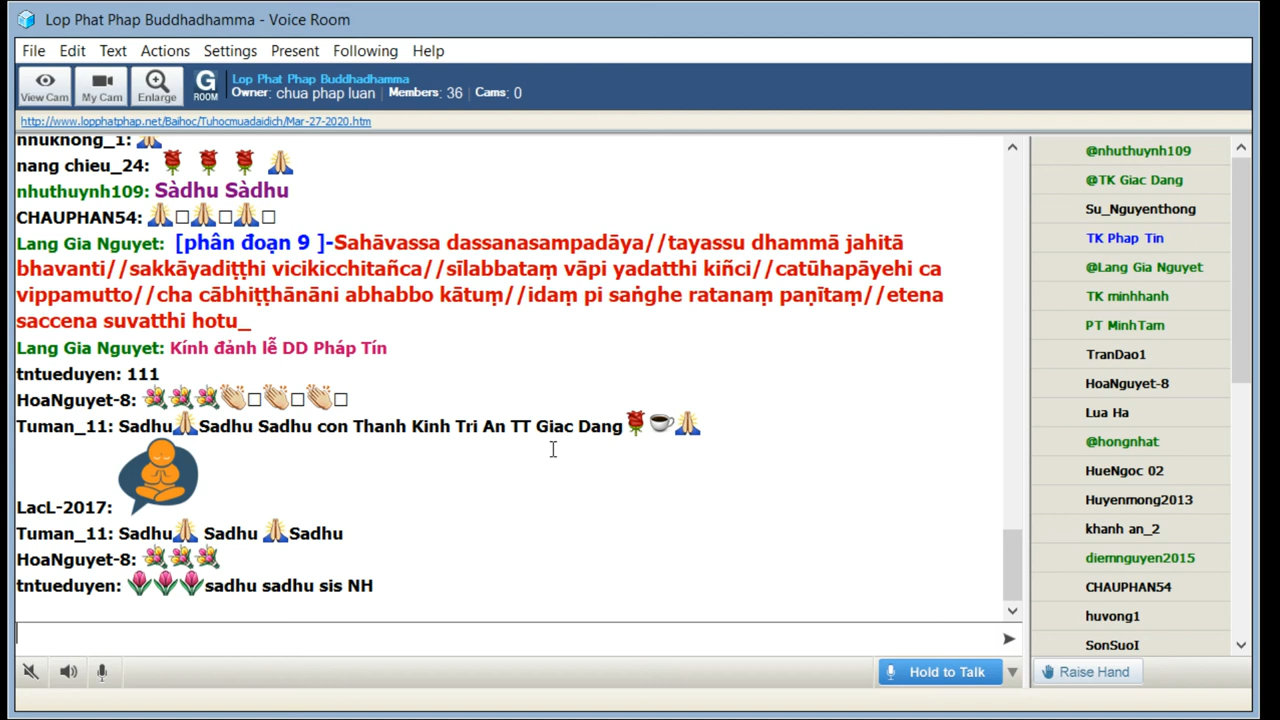 Lop Phat Phap Buddhadhamma - Voice Room
File Edit Text Actions Settings Present Following Help
View Cam
My Cam
Enlarge
G
ROOM
Lop Phat Phap Buddhadhamma
Owner: chua phap luan Members: 36 Cams: 0
http://www.lopphatphap.net/Baihoc/Tuhocmuadaidich/Mar-27-2020.htm
nhukhong_1:
nang chieu_24:
nhuthuynh109: Sàdhu Sàdhu
CHAUPHAN54:
Lang Gia Nguyet: [phân đoạn 9 ]-Sahāvassa dassanasampadāya//tayassu dhammā jahitā
bhavanti//sakkāyadiṭṭhi vicikicchitañca//sīlabbataṃ vāpi yadatthi kiñci//catūhapāyehi ca
vippamutto//cha cābhiṭṭhānāni abhabbo kātuṃ//idaṃ pi saṅghe ratanaṃ paṇītaṃ//etena
saccena suvatthi hotu_
Lang Gia Nguyet: Kính đảnh lễ DD Pháp Tín
tntueduyen: 111
HoaNguyet-8:
Tuman_11: Sadhu Sadhu Sadhu con Thanh Kinh Tri An TT Giac Dang
LacL-2017:
Tuman_11: Sadhu Sadhu Sadhu
HoaNguyet-8:
tntueduyen: sadhu sadhu sis NH
@nhuthuynh109
@TK Giac Dang
Su_Nguyenthong
TK Phap Tin
@Lang Gia Nguyet
TK minhhanh
PT MinhTam
TranDao1
HoaNguyet-8
Lua Ha
@hongnhat
HueNgoc 02
Huyenmong2013
khanh an_2
diemnguyen2015
CHAUPHAN54
huvong1
SonSuoI
Hold to Talk
Raise Hand